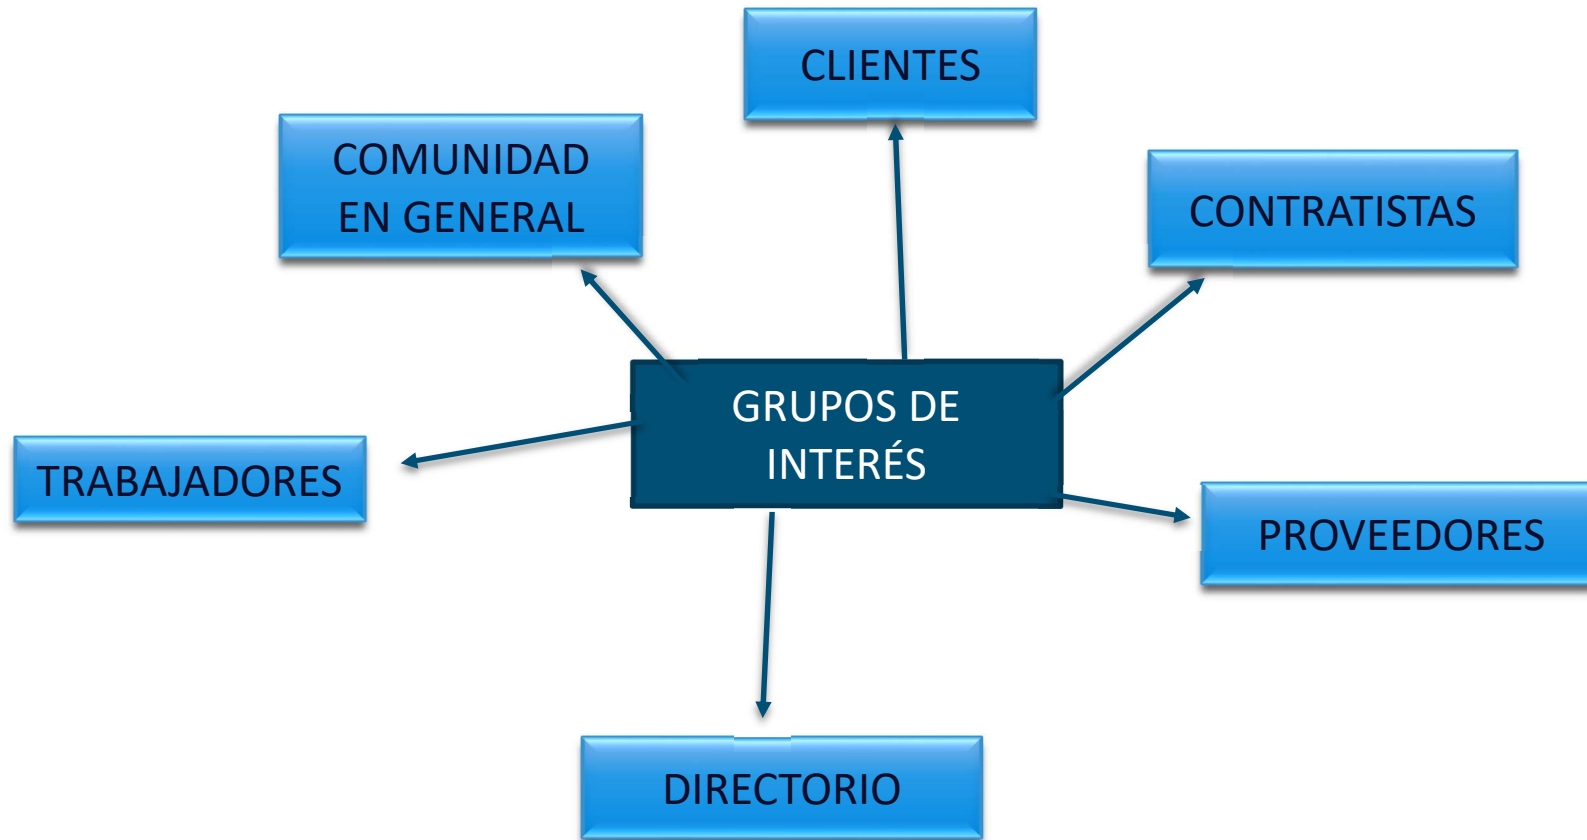 CLIENTES
COMUNIDAD
EN GENERAL
CONTRATISTAS
GRUPOS DE
INTERÉS
TRABAJADORES
PROVEEDORES
DIRECTORIO